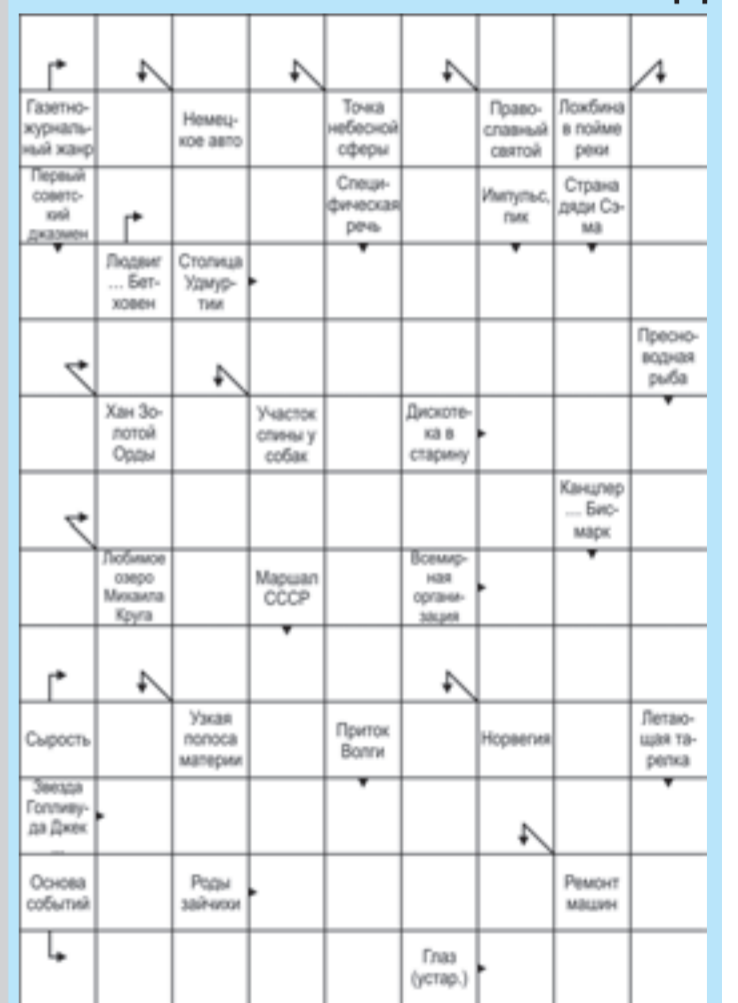 Газетно-
журналь-
ный жанр
Немец-
кое авто
Точка
небесной
сферы
Право-
славный
святой
Ложбина
в пойме
реки
Первый
советс-
кий
джазмен
Специ-
фическая
речь
Импульс,
пик
Страна
дяди Сэ-
ма
Людвиг
... Бет-
ховен
Столица
Удмур-
тии
Пресно-
водная
рыба
Хан Зо-
лотой
Орды
Участок
спины у
собак
Дискоте-
ка в
старину
Канцлер
... Бис-
марк
Любимое
озеро
Михаила
Круга
Маршал
СССР
Всемир-
ная
органи-
зация
Сырость
Узкая
полоса
материи
Приток
Волги
Норвегия
Летаю-
щая та-
релка
Звезда
Голливу-
да Джек
...
Основа
событий
Роды
зайчихи
Ремонт
машин
Глаз
(устар.)